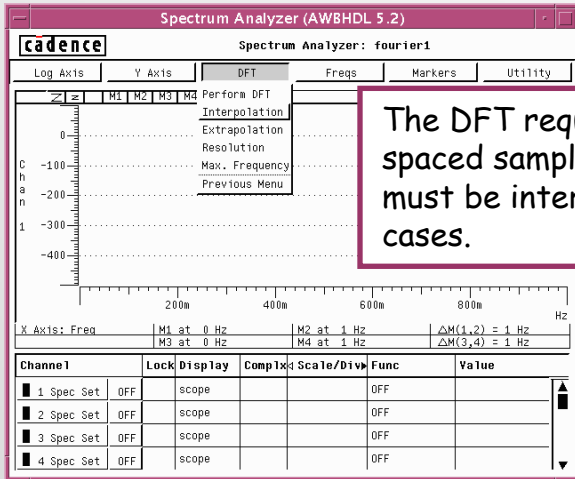 Spectrum Analyzer (AWBHDL 5.2)
cādence Spectrum Analyzer: fourier1
Log Axis Y Axis DFT Freqs Markers Utility
Z z M1 M2 M3 M4
Perform DFT
Interpolation
Extrapolation
Resolution
Max. Frequency
Previous Menu
The DFT requ
spaced sampl
must be inter
cases.
Chan 1
0
-100
-200
-300
-400
200m 400m 600m 800m
Hz
X Axis: Freq M1 at 0 Hz M2 at 1 Hz △M(1,2) = 1 Hz
M3 at 0 Hz M4 at 1 Hz △M(3,4) = 1 Hz
Channel Lock Display Complx Scale/Div Func Value
1 Spec Set OFF scope OFF
2 Spec Set OFF scope OFF
3 Spec Set OFF scope OFF
4 Spec Set OFF scope OFF